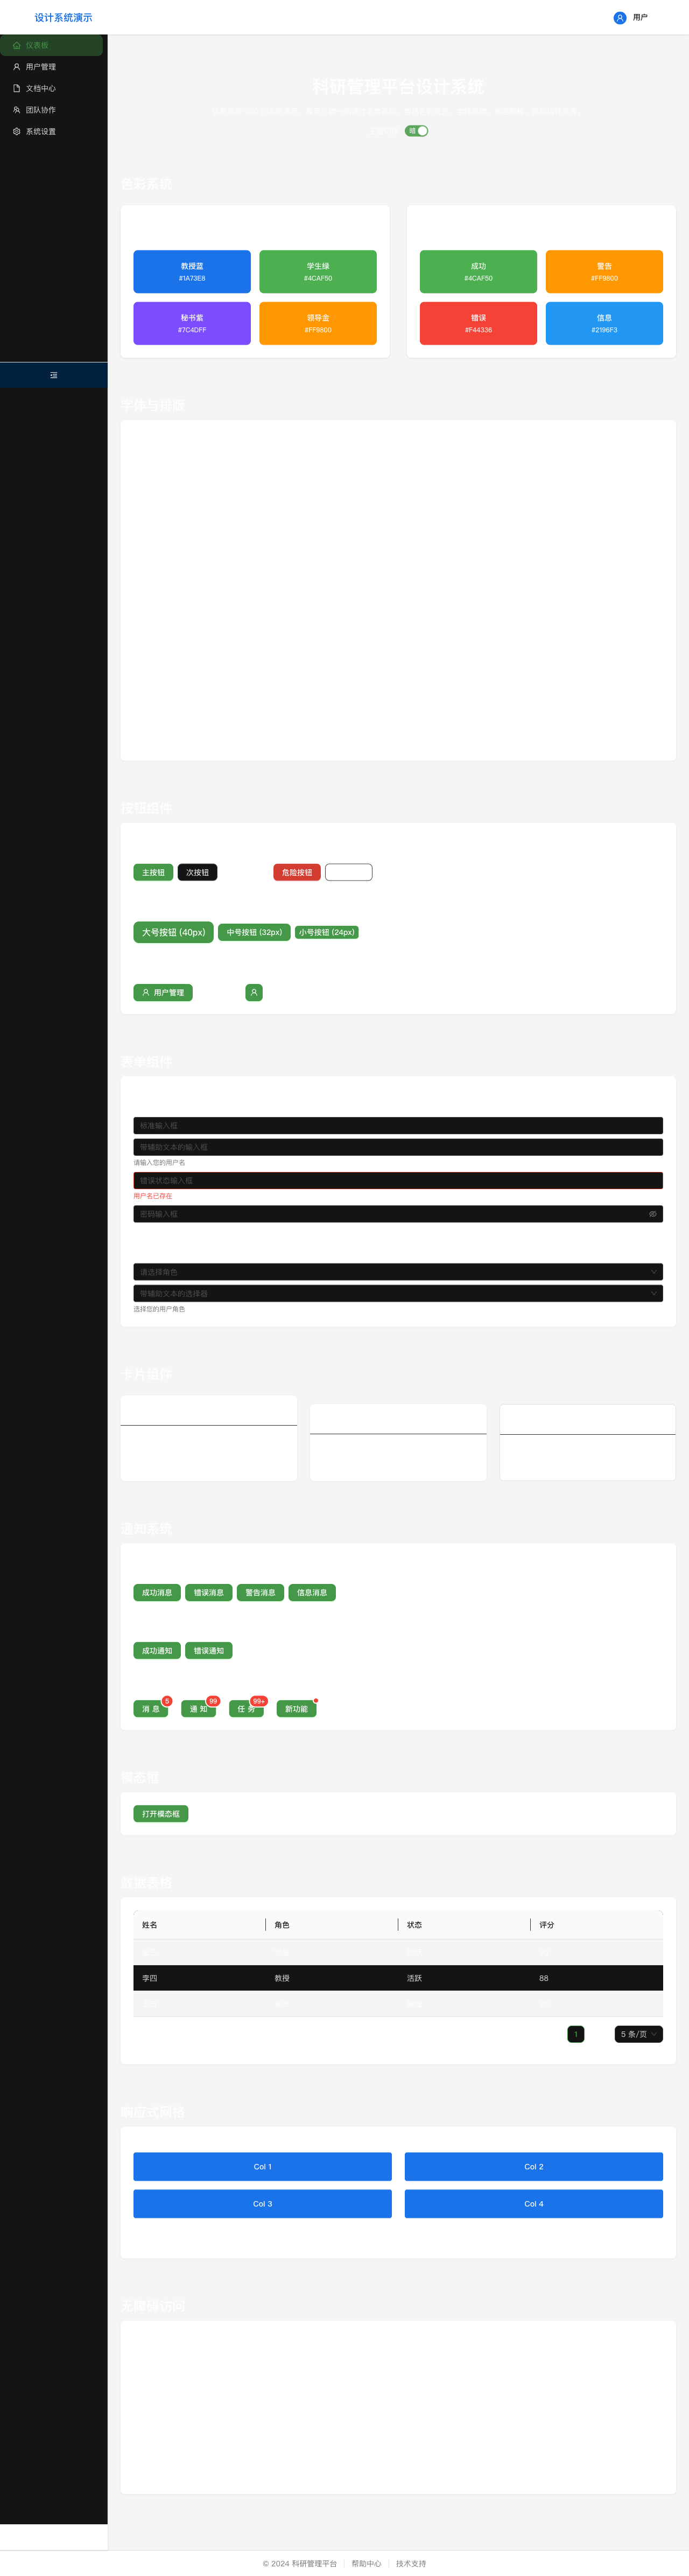 设计系统演示
用户
仪表板
用户管理
文档中心
团队协作
系统设置
科研管理平台设计系统
暗
色彩系统
教授蓝
#1A73E8
学生绿
#4CAF50
秘书紫
#7C4DFF
领导金
#FF9800
成功
#4CAF50
警告
#FF9800
错误
#F44336
信息
#2196F3
字体与排版
按钮组件
主按钮
次按钮
危险按钮
大号按钮 (40px)
中号按钮 (32px)
小号按钮 (24px)
用户管理
表单组件
标准输入框
带辅助文本的输入框
请输入您的用户名
错误状态输入框
用户名已存在
密码输入框
请选择角色
带辅助文本的选择器
选择您的用户角色
卡片组件
通知系统
成功消息
错误消息
警告消息
信息消息
成功通知
错误通知
消 息
5
通 知
99
任 务
99+
新功能
模态框
打开模态框
数据表格
姓名
角色
状态
评分
李四
教授
活跃
88
1
5 条/页
响应式网格
Col 1
Col 2
Col 3
Col 4
无障碍访问
© 2024 科研管理平台
帮助中心
技术支持